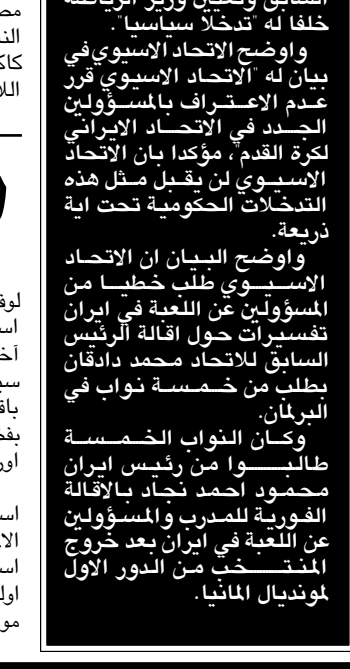 السابق وتعيين وزير الرياضة
خلفا له "تدخلا سياسيا".
واوضح الاتحاد الاسيوي في
بيان له "الاتحاد الاسيوي قرر
عدم الاعتراف بالمسؤولين
الجدد في الاتحاد الايراني
لكرة القدم"، مؤكدا بان الاتحاد
الاسيوي لن يقبل مثل هذه
التدخلات الحكومية تحت اية
ذريعة.
واوضح البيان ان الاتحاد
الاسيوي طلب خطيا من
المسؤولين عن اللعبة في ايران
تفسيرات حول اقالة الرئيس
السابق للاتحاد محمد دادقان
بطلب من خمسة نواب في
البرلمان.
وكان النواب الخمسة
طالبوا من رئيس ايران
محمود احمد نجاد بالاقالة
الفورية للمدرب والمسؤولين
عن اللعبة في ايران بعد خروج
المنتخب من الدور الاول
لمونديال المانيا.